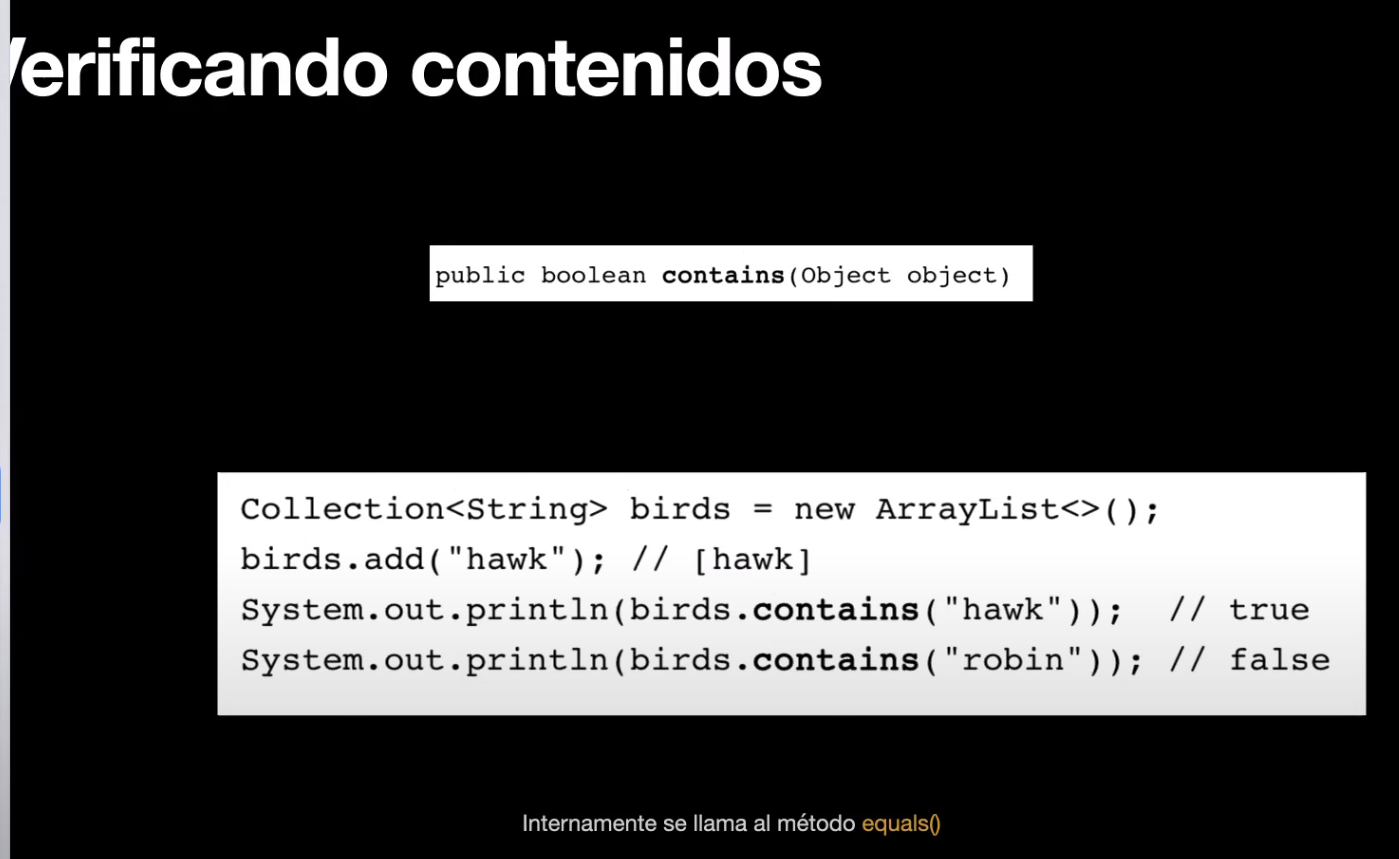 erificando contenidos
public boolean contains(Object object)
Collection<String> birds = new ArrayList<>();
birds.add("hawk"); // [hawk]
System.out.println(birds.contains("hawk"));  // true
System.out.println(birds.contains("robin")); // false
Internamente se llama al método equals()